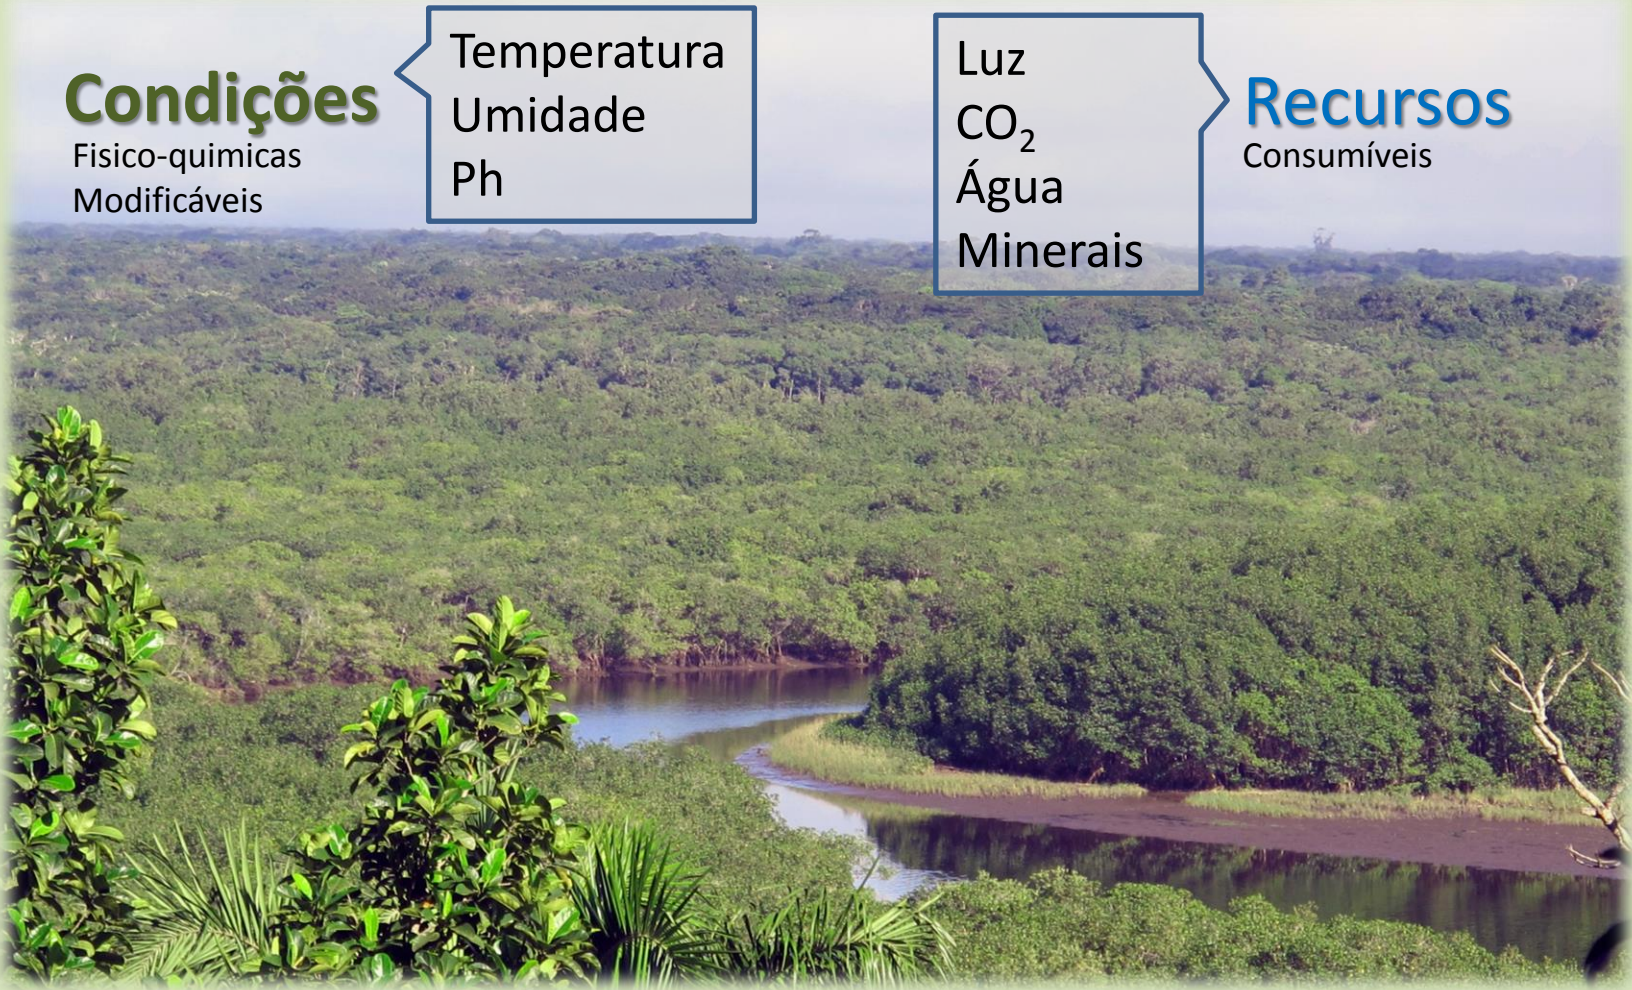 Condições
Fisico-quimicas
Modificáveis
Temperatura
Umidade
Ph
Luz
CO₂
Água
Minerais
Recursos
Consumíveis